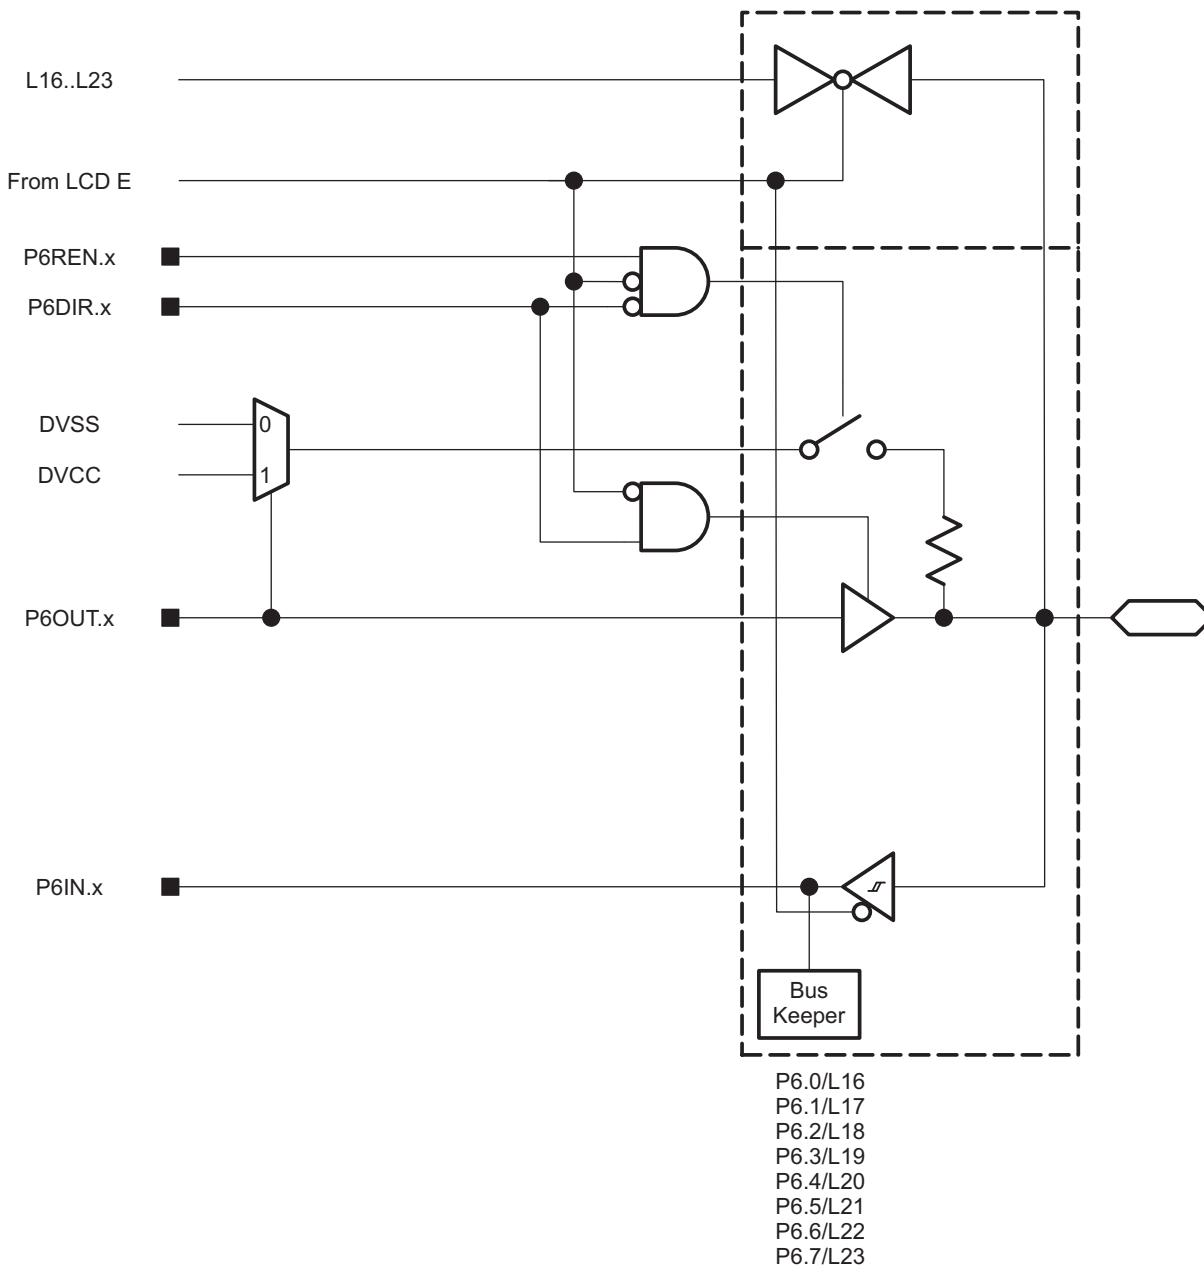 L16..L23
From LCD E
P6REN.x
P6DIR.x
DVSS
0
DVCC
1
P6OUT.x
P6IN.x
Bus
Keeper
P6.0/L16
P6.1/L17
P6.2/L18
P6.3/L19
P6.4/L20
P6.5/L21
P6.6/L22
P6.7/L23